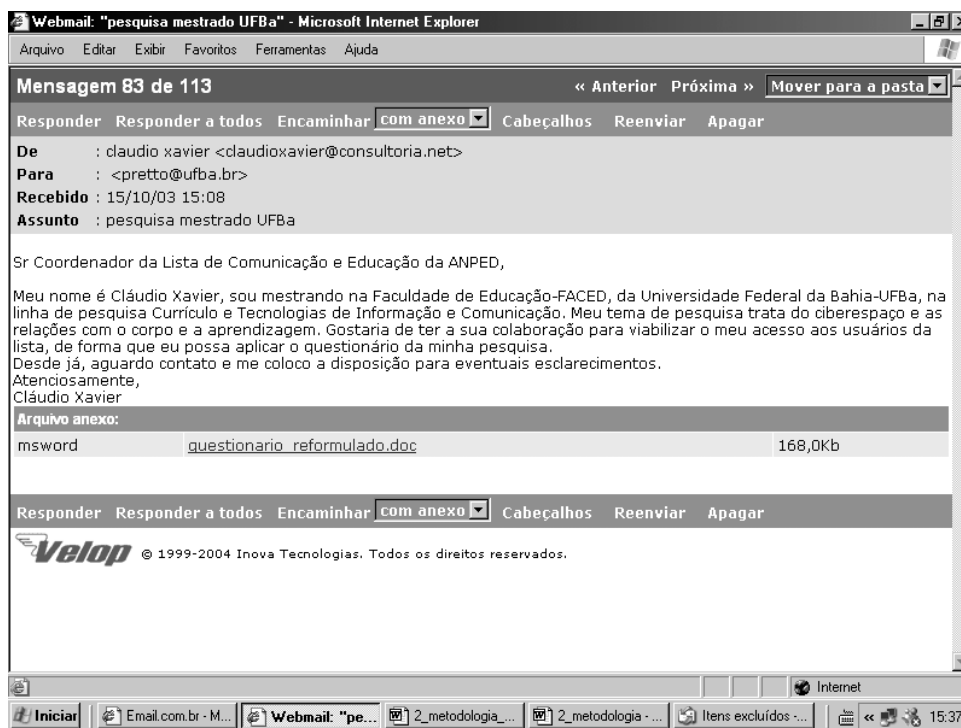 Webmail: "pesquisa mestrado UFBa" - Microsoft Internet Explorer
Arquivo Editar Exibir Favoritos Ferramentas Ajuda
Mensagem 83 de 113 « Anterior Próxima » Mover para a pasta
Responder Responder a todos Encaminhar com anexo Cabeçalhos Reenviar Apagar
De : claudio xavier <claudioxavier@consultoria.net>
Para : <pretto@ufba.br>
Recebido : 15/10/03 15:08
Assunto : pesquisa mestrado UFBa
Sr Coordenador da Lista de Comunicação e Educação da ANPED,
Meu nome é Cláudio Xavier, sou mestrando na Faculdade de Educação-FACED, da Universidade Federal da Bahia-UFBa, na
linha de pesquisa Currículo e Tecnologias de Informação e Comunicação. Meu tema de pesquisa trata do ciberespaço e as
relações com o corpo e a aprendizagem. Gostaria de ter a sua colaboração para viabilizar o meu acesso aos usuários da
lista, de forma que eu possa aplicar o questionário da minha pesquisa.
Desde já, aguardo contato e me coloco a disposição para eventuais esclarecimentos.
Atenciosamente,
Cláudio Xavier
Arquivo anexo:
msword questionario_reformulado.doc 168,0Kb
Responder Responder a todos Encaminhar com anexo Cabeçalhos Reenviar Apagar
Velop © 1999-2004 Inova Tecnologias. Todos os direitos reservados.
Internet
Iniciar Email.com.br - M... Webmail: "pe... 2_metodologia_... 2_metodologia - ... Itens excluídos -... « 15:37